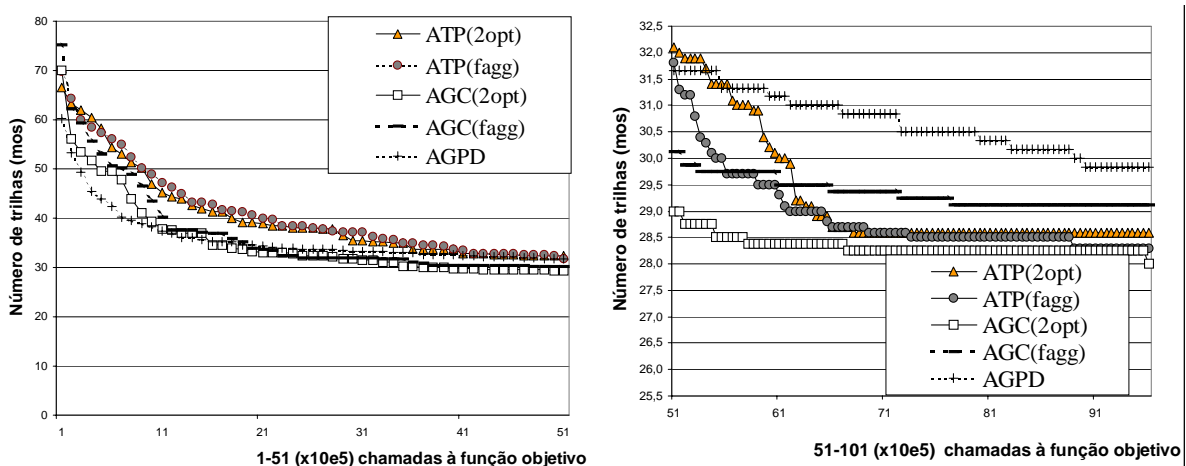 Número de trilhas (mos)
80
70
60
50
40
30
20
10
0
1 11 21 31 41 51
1-51 (x10e5) chamadas à função objetivo
ATP(2opt)
ATP(fagg)
AGC(2opt)
AGC(fagg)
AGPD
Número de trilhas (mos)
32,0
31,5
31,0
30,5
30,0
29,5
29,0
28,5
28,0
27,5
27,0
26,5
26,0
25,5
51 61 71 81 91
51-101 (x10e5) chamadas à função objetivo
ATP(2opt)
ATP(fagg)
AGC(2opt)
AGC(fagg)
AGPD